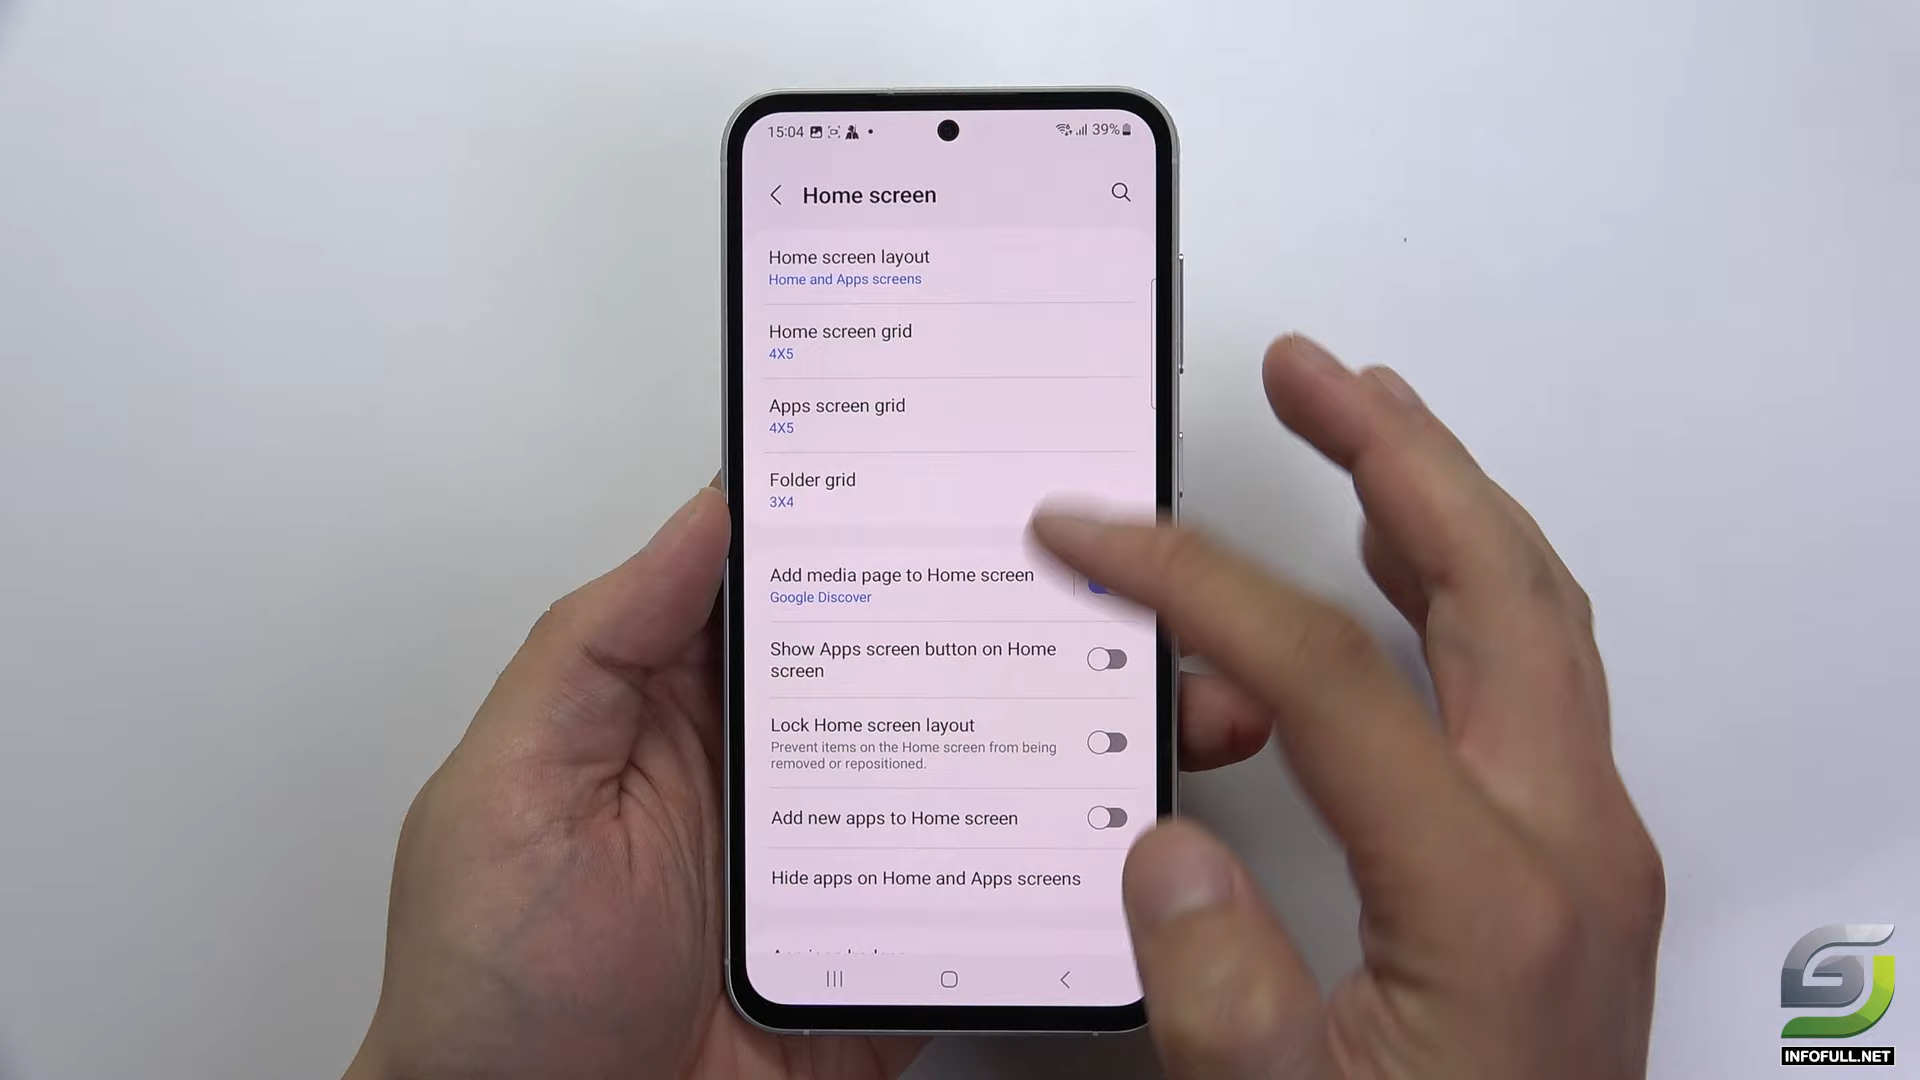 15:04
39%
Home screen
Home screen layout
Home and Apps screens
Home screen grid
4X5
Apps screen grid
4X5
Folder grid
3X4
Add media page to Home screen
Google Discover
Show Apps screen button on Home
screen
Lock Home screen layout
Prevent items on the Home screen from being
removed or repositioned.
Add new apps to Home screen
Hide apps on Home and Apps screens
INFOFULL.NET